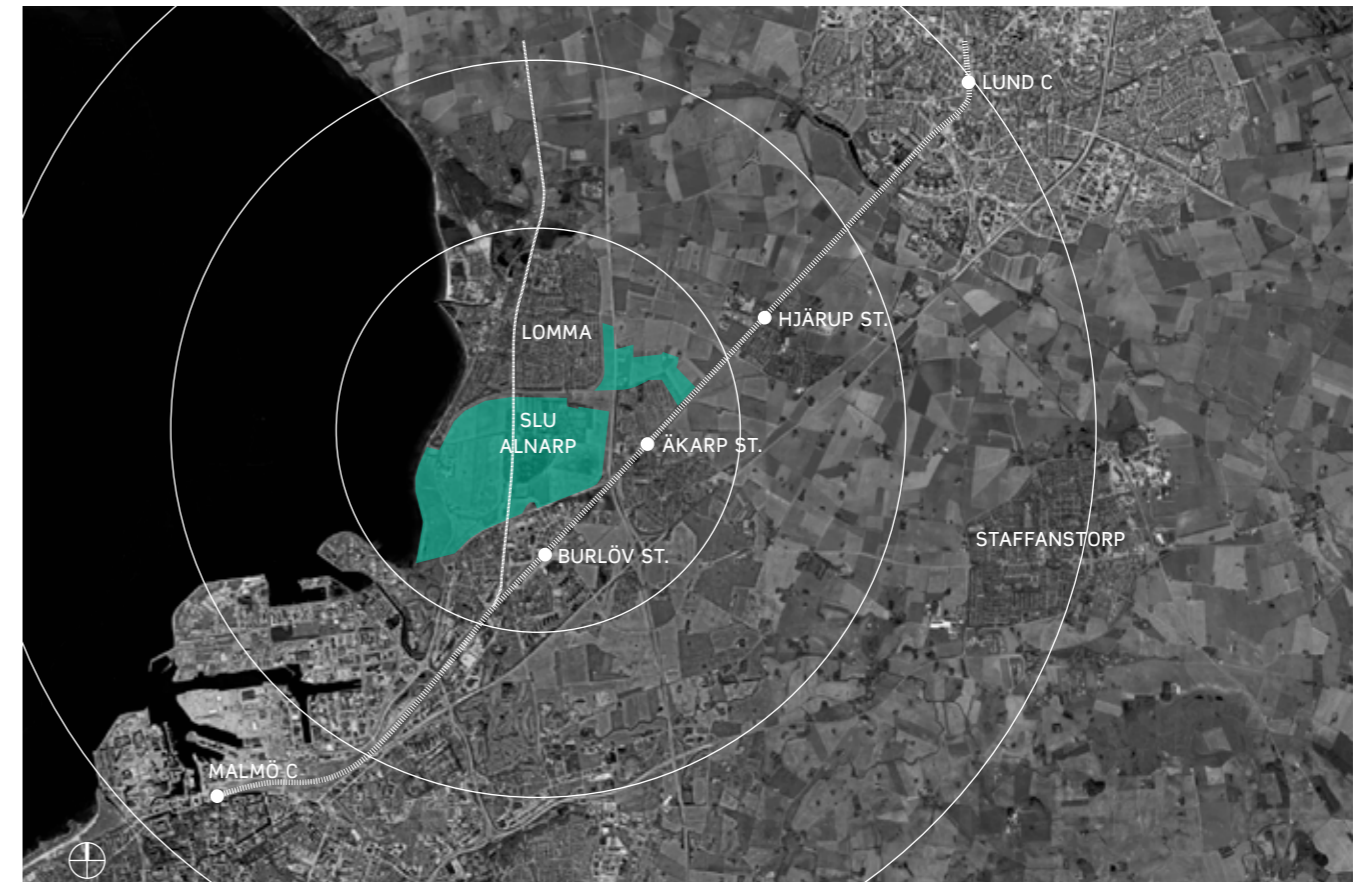 LUND C
HJÄRUP ST.
LOMMA
SLU
ALNARP
ÄKARP ST.
BURLÖV ST.
STAFFANSTORP
MALMÖ C